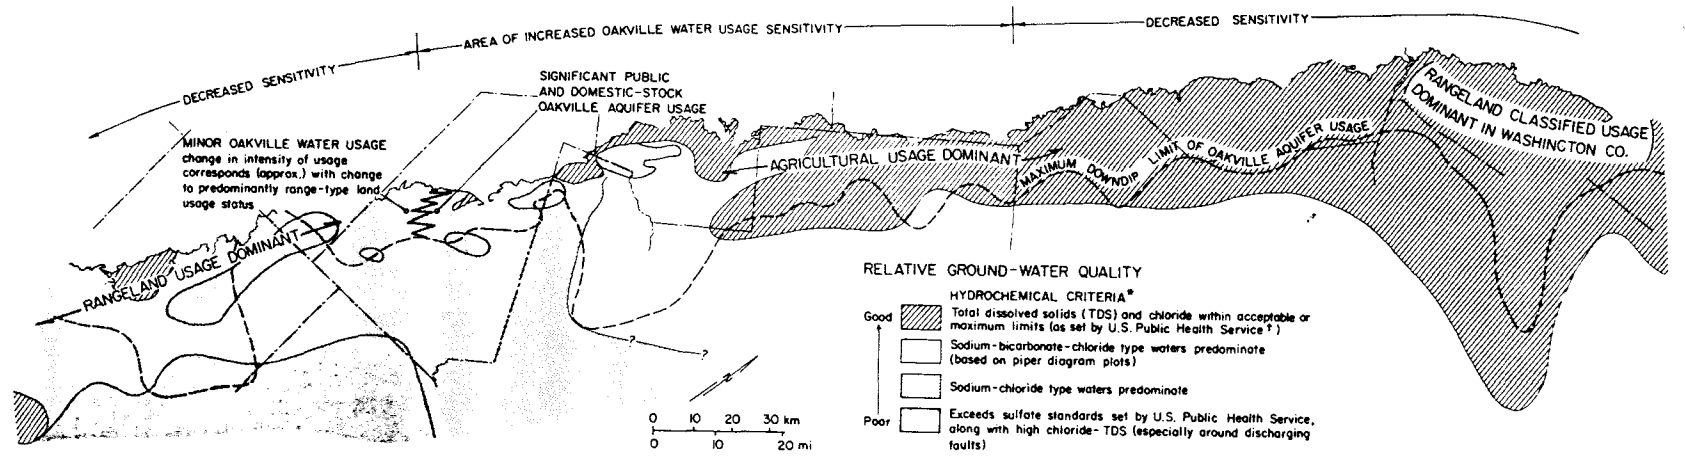 DECREASED SENSITIVITY
AREA OF INCREASED OAKVILLE WATER USAGE SENSITIVITY
DECREASED SENSITIVITY
SIGNIFICANT PUBLIC
AND DOMESTIC-STOCK
OAKVILLE AQUIFER USAGE
MINOR OAKVILLE WATER USAGE
change in intensity of usage
corresponds (approx.) with change
to predominantly range-type land
usage status
RANGELAND USAGE DOMINANT
AGRICULTURAL USAGE DOMINANT
MAXIMUM DOWNDIP LIMIT OF OAKVILLE AQUIFER USAGE
RANGELAND CLASSIFIED USAGE
DOMINANT IN WASHINGTON CO.
? ?
N
0 10 20 30 km
0 10 20 mi
RELATIVE GROUND-WATER QUALITY
HYDROCHEMICAL CRITERIA*
Good
Total dissolved solids (TDS) and chloride within acceptable or
maximum limits (as set by U.S. Public Health Service†)
Sodium-bicarbonate-chloride type waters predominate
(based on piper diagram plots)
Sodium-chloride type waters predominate
Poor
Exceeds sulfate standards set by U.S. Public Health Service,
along with high chloride-TDS (especially around discharging
faults)